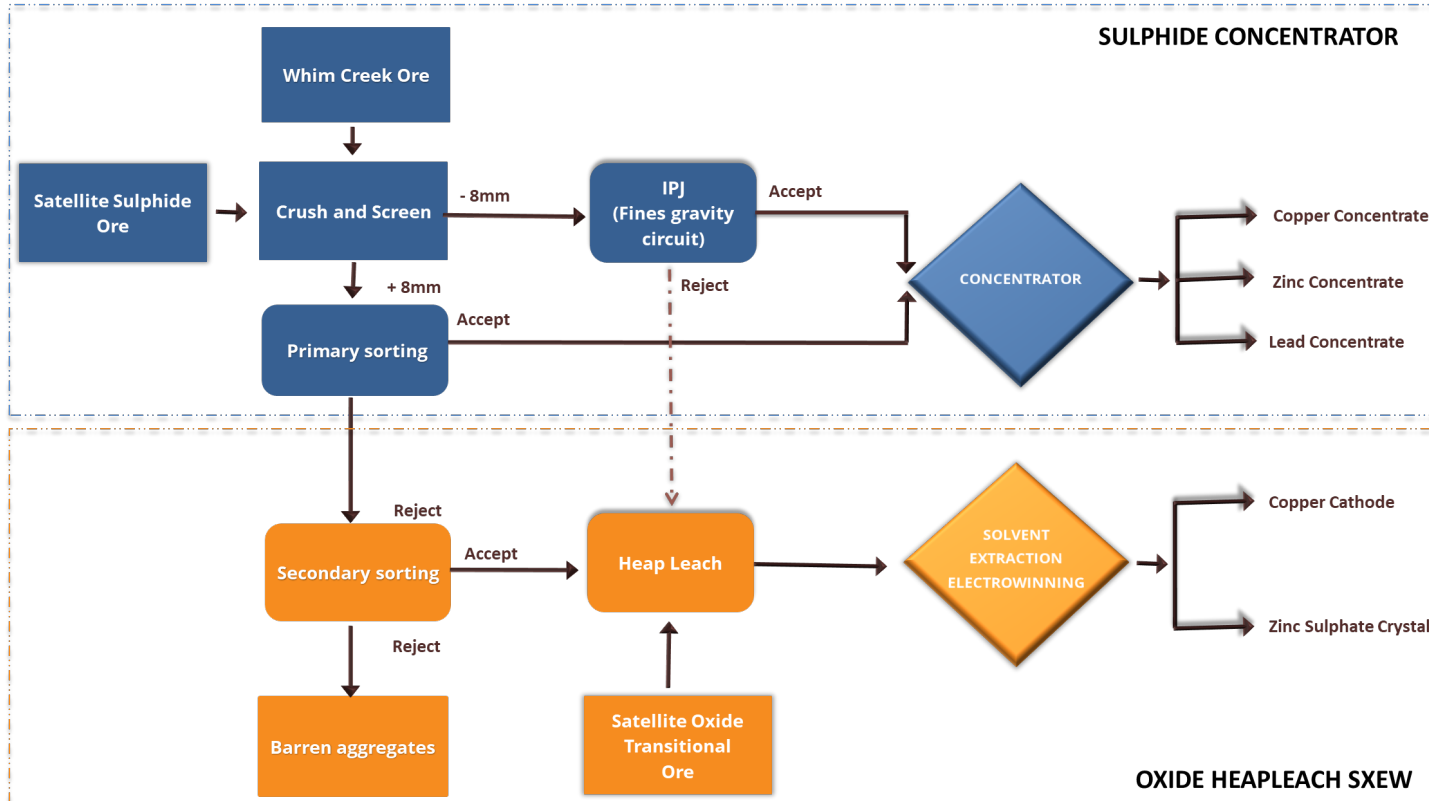 SULPHIDE CONCENTRATOR
Whim Creek Ore
Satellite Sulphide
Ore
Crush and Screen
- 8mm
IPJ
(Fines gravity
circuit)
Accept
Reject
+ 8mm
Primary sorting
Accept
CONCENTRATOR
Copper Concentrate
Zinc Concentrate
Lead Concentrate
Reject
Secondary sorting
Accept
Heap Leach
SOLVENT
EXTRACTION
ELECTROWINNING
Copper Cathode
Zinc Sulphate Crystal
Reject
Barren aggregates
Satellite Oxide
Transitional
Ore
OXIDE HEAPLEACH SXEW